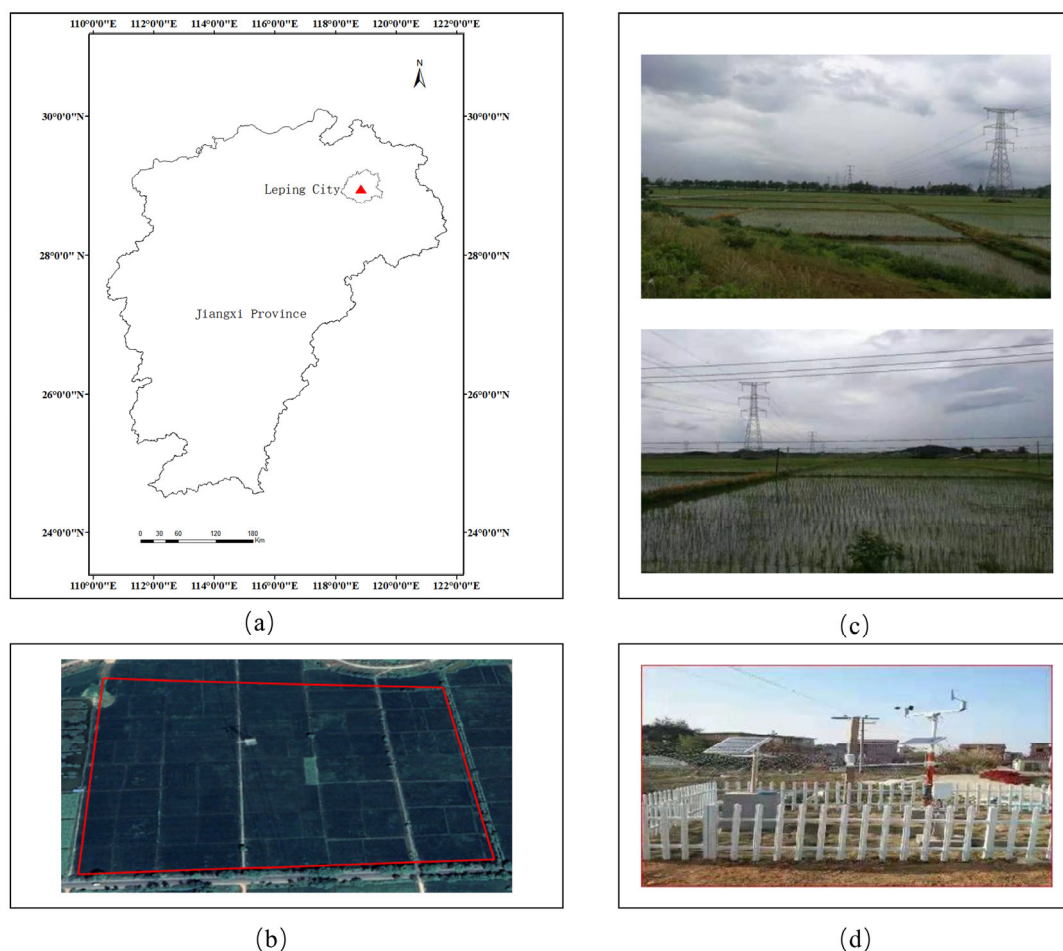 110°0'0"E 112°0'0"E 114°0'0"E 116°0'0"E 118°0'0"E 120°0'0"E 122°0'0"E
N
30°0'0"N 30°0'0"N
Leping City
28°0'0"N 28°0'0"N
Jiangxi Province
26°0'0"N 26°0'0"N
24°0'0"N 24°0'0"N
0 30 60 120 180
Km
110°0'0"E 112°0'0"E 114°0'0"E 116°0'0"E 118°0'0"E 120°0'0"E 122°0'0"E
(a)
(c)
(b)
(d)